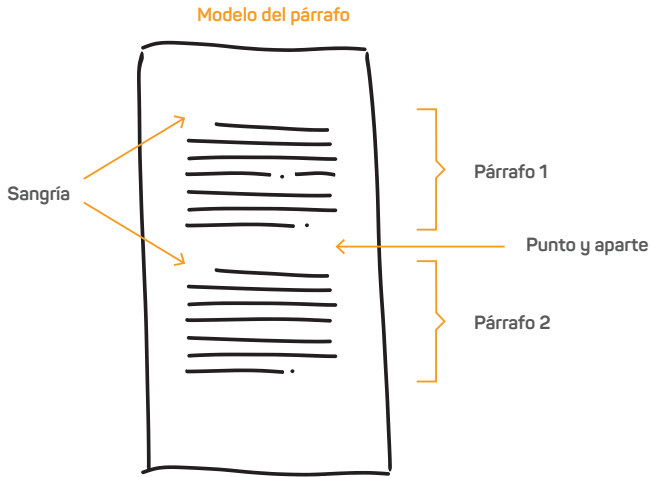 Modelo del párrafo
Párrafo 1
Sangría
Punto y aparte
Párrafo 2